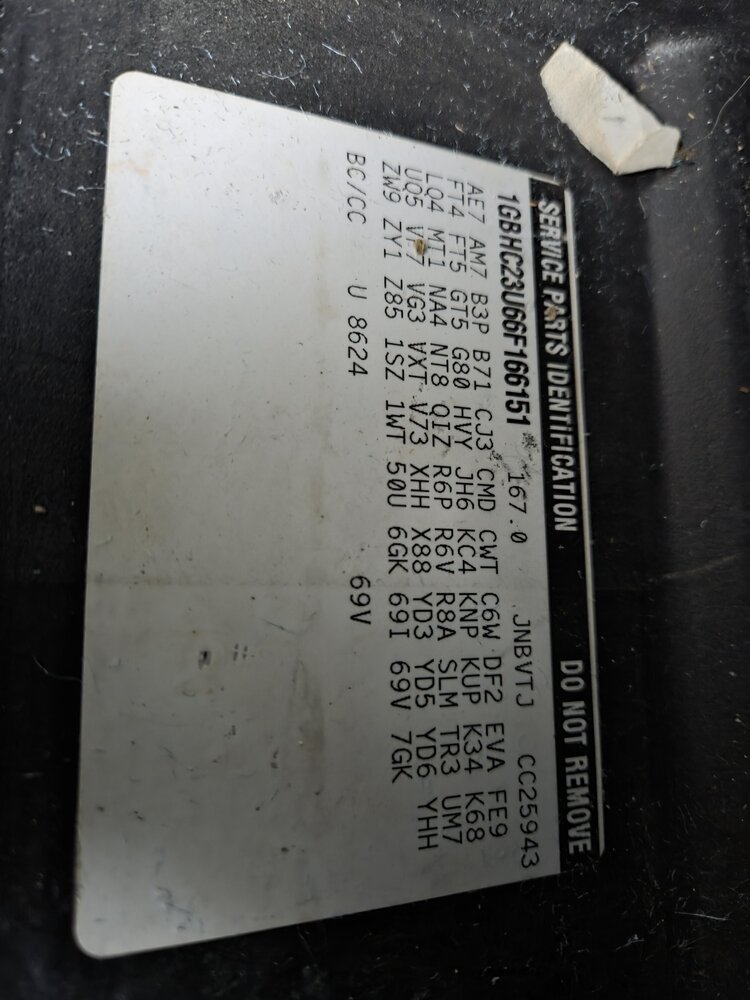 SERVICE PARTS IDENTIFICATION DO NOT REMOVE
1GBHC23U66F166151 167.0 JNBVTJ CC25943
AE7 AM7 B3P B71 CJ3 CMD CWT C6W DF2 EVA FE9
FT4 FT5 GT5 G80 HVY JH6 KC4 KNP KUP K34 K68
LQ4 MT1 NA4 NT8 QIZ R6P R6V R8A SLM TR3 UM7
UQ5 VF7 VG3 VXT V73 XHH X88 YD3 YD5 YD6 YHH
ZW9 ZY1 Z85 1SZ 1WT 50U 6GK 69I 69V 7GK
BC/CC U 8624 69V